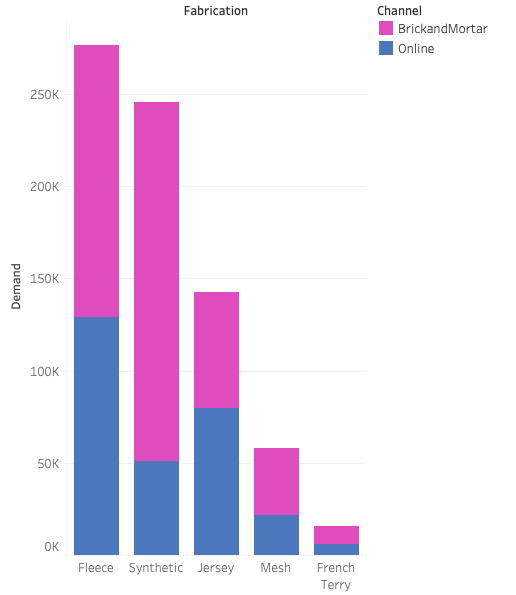 Fabrication
Channel
BrickandMortar
Online
250K
200K
150K
100K
50K
0K
Demand
Fleece
Synthetic
Jersey
Mesh
French
Terry